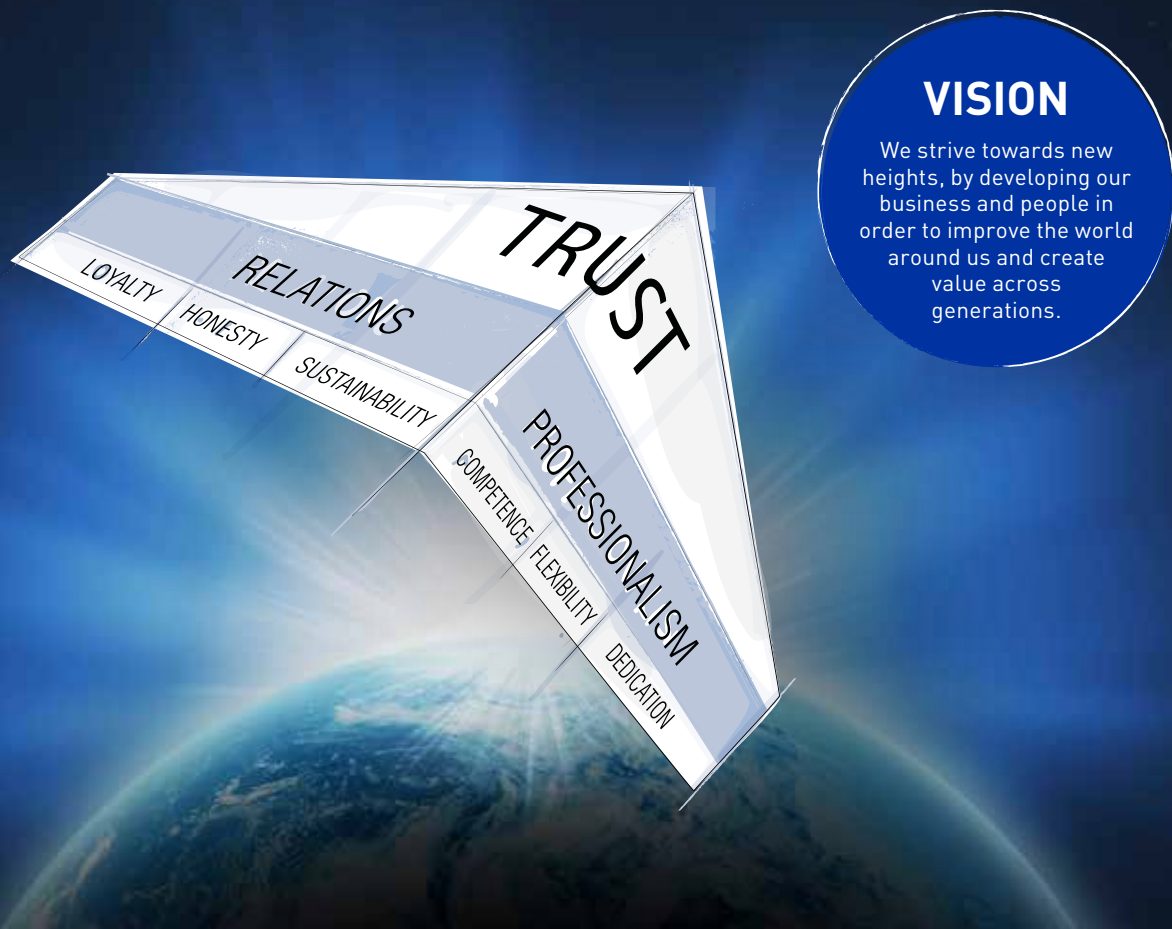 VISION
We strive towards new
heights, by developing our
business and people in
order to improve the world
around us and create
value across
generations.
TRUST
RELATIONS
LOYALTY
HONESTY
SUSTAINABILITY
PROFESSIONALISM
COMPETENCE
FLEXIBILITY
DEDICATION